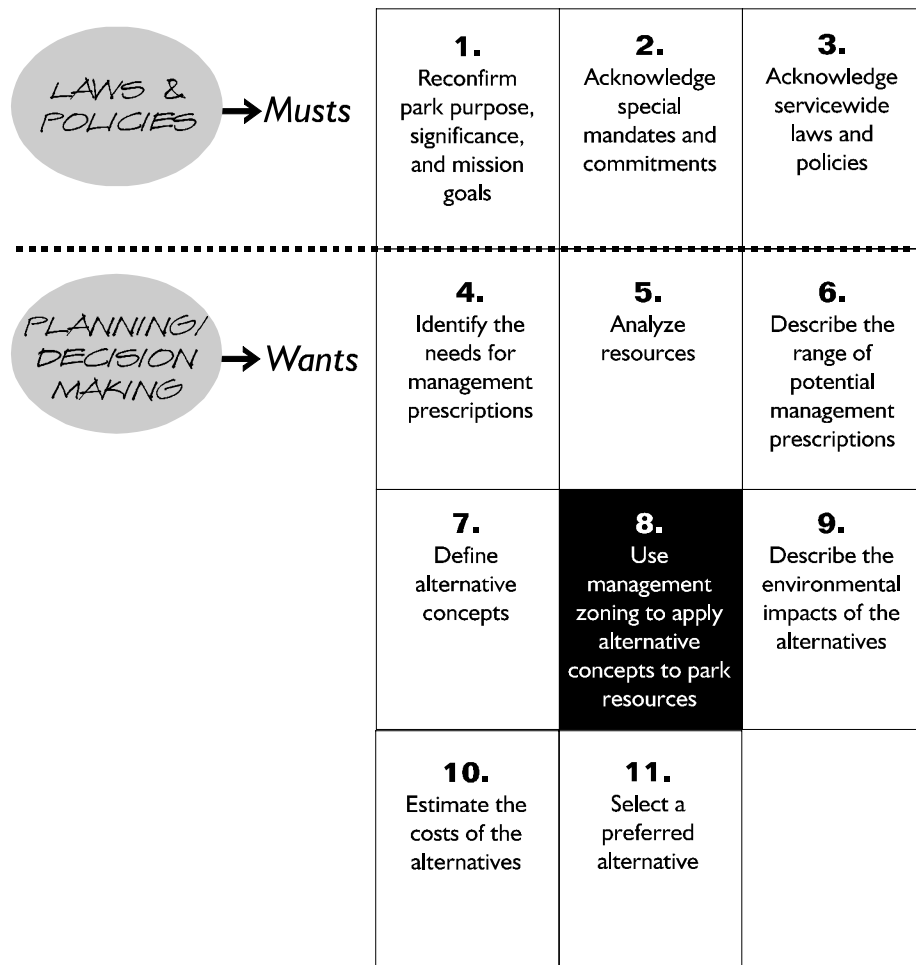 LAWS &
POLICIES
Musts
1.
Reconfirm
park purpose,
significance,
and mission
goals
2.
Acknowledge
special
mandates and
commitments
3.
Acknowledge
servicewide
laws and
policies
PLANNING/
DECISION
MAKING
Wants
4.
Identify the
needs for
management
prescriptions
5.
Analyze
resources
6.
Describe the
range of
potential
management
prescriptions
7.
Define
alternative
concepts
8.
Use
management
zoning to apply
alternative
concepts to park
resources
9.
Describe the
environmental
impacts of the
alternatives
10.
Estimate the
costs of the
alternatives
11.
Select a
preferred
alternative